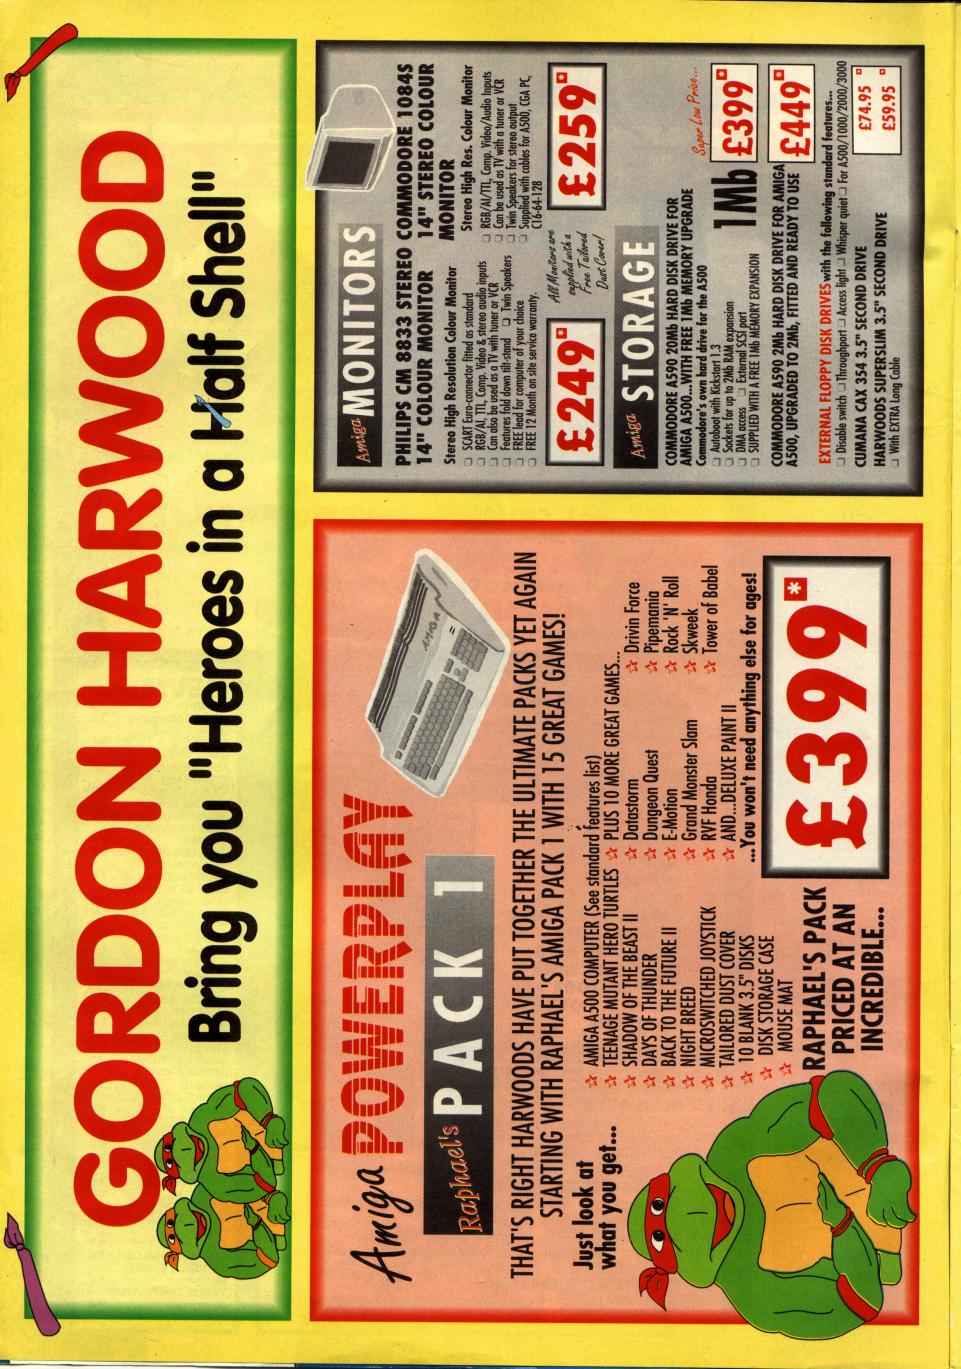 GORDON HARWOOD
Bring you "Heroes in a Half Shell"
Amiga POWERPLAY
Raphael's PACK 1
THAT'S RIGHT HARWOODS HAVE PUT TOGETHER THE ULTIMATE PACKS YET AGAIN
STARTING WITH RAPHAEL'S AMIGA PACK 1 WITH 15 GREAT GAMES!
AMIGA
Just look at
what you get...
☆ AMIGA A500 COMPUTER (See standard features list)
☆ TEENAGE MUTANT HERO TURTLES
☆ SHADOW OF THE BEAST II
☆ DAYS OF THUNDER
☆ BACK TO THE FUTURE II
☆ NIGHT BREED
☆ MICROSWITCHED JOYSTICK
☆ TAILORED DUST COVER
☆ 10 BLANK 3.5" DISKS
☆ DISK STORAGE CASE
☆ MOUSE MAT
☆ PLUS 10 MORE GREAT GAMES...
☆ Datastorm
☆ Dungeon Quest
☆ E-Motion
☆ Grand Monster Slam
☆ RVF Honda
☆ AND...DELUXE PAINT II
☆ Drivin Force
☆ Pipemania
☆ Rock 'N' Roll
☆ Skweek
☆ Tower of Babel
...You won't need anything else for ages!
RAPHAEL'S PACK
PRICED AT AN
INCREDIBLE...
£399*
Amiga MONITORS
PHILIPS CM 8833 STEREO
14" COLOUR MONITOR
Stereo High Resolution Colour Monitor
❑ SCART Euro-connector fitted as standard
❑ RGB/AI, TTL, Comp. Video & stereo audio inputs
❑ Can also be used as a TV with tuner or VCR
❑ Features fold down tilt-stand ❑ Twin Speakers
❑ FREE lead for computer of your choice
❑ FREE 12 Month on site service warranty.
£249*
COMMODORE 1084S
14" STEREO COLOUR
MONITOR
Stereo High Res. Colour Monitor
❑ RGB/AI/TTL, Comp. Video/Audio Inputs
❑ Can be used as TV with a tuner or VCR
❑ Twin Speakers for stereo output
❑ Supplied with cables for A500, CGA PC,
C16-64-128
All Monitors are
supplied with a
Free Tailored
Dust Cover!
£259*
Amiga STORAGE
COMMODORE A590 20Mb HARD DISK DRIVE FOR
AMIGA A500...WITH FREE 1Mb MEMORY UPGRADE
Commodore's own hard drive for the A500
❑ Autoboot with Kickstart 1.3
❑ Sockets for up to 2Mb RAM expansion
❑ DMA access ❑ External SCSI port
❑ SUPPLIED WITH A FREE 1Mb MEMORY EXPANSION
1Mb
Super Low Price...
£399*
COMMODORE A590 2Mb HARD DISK DRIVE FOR AMIGA
A500, UPGRADED TO 2Mb, FITTED AND READY TO USE
£449*
EXTERNAL FLOPPY DISK DRIVES with the following standard features...
❑ Disable switch ❑ Throughport ❑ Access light ❑ Whisper quiet ❑ For A500/1000/2000/3000
CUMANA CAX 354 3.5" SECOND DRIVE
£74.95
HARWOODS SUPERSLIM 3.5" SECOND DRIVE
£59.95
❑ With EXTRA Long Cable